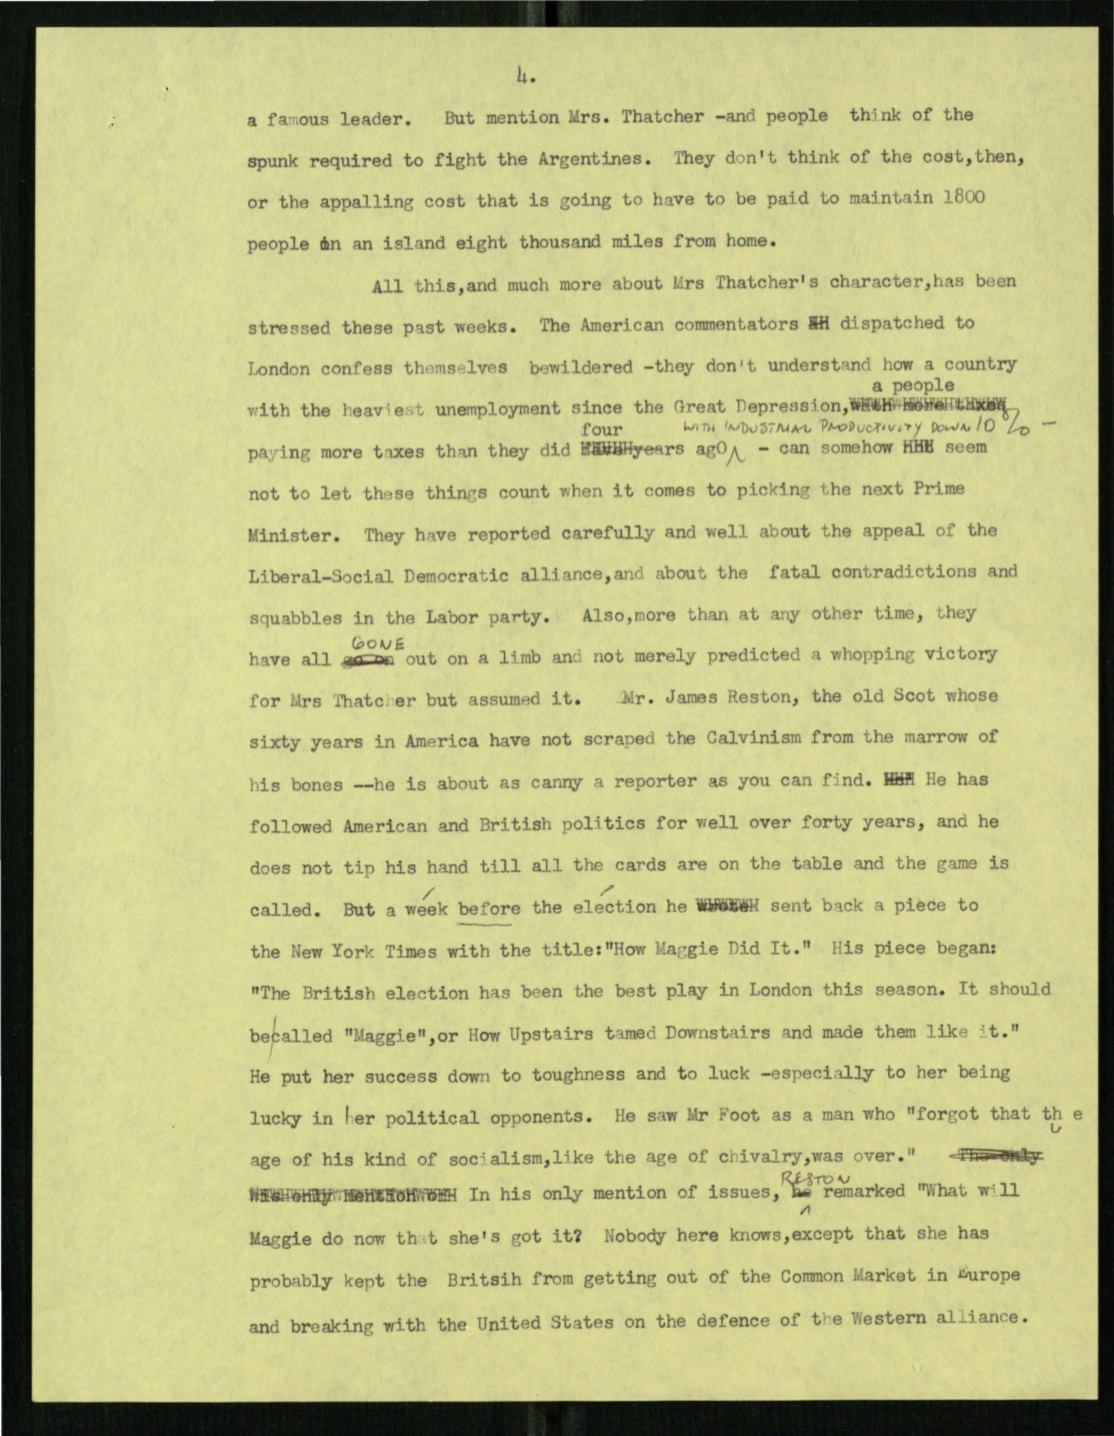 4.
a famous leader. But mention Mrs. Thatcher -and people think of the
spunk required to fight the Argentines. They don't think of the cost,then,
or the appalling cost that is going to have to be paid to maintain 1800
people on an island eight thousand miles from home.
All this,and much more about Mrs Thatcher's character,has been
stressed these past weeks. The American commentators dispatched to
London confess themselves bewildered -they don't understand how a country
a people
with the heaviest unemployment since the Great Depression, with more taxes
four WITH INDUSTRIAL PRODUCTIVITY DOWN 10% -
paying more taxes than they did years agO - can somehow seem
not to let these things count when it comes to picking the next Prime
Minister. They have reported carefully and well about the appeal of the
Liberal-Social Democratic alliance,and about the fatal contradictions and
squabbles in the Labor party. Also,more than at any other time, they
GONE
have all go on out on a limb and not merely predicted a whopping victory
for Mrs Thatcher but assumed it. Mr. James Reston, the old Scot whose
sixty years in America have not scraped the Calvinism from the marrow of
his bones --he is about as canny a reporter as you can find. He has
followed American and British politics for well over forty years, and he
does not tip his hand till all the cards are on the table and the game is
called. But a week before the election he wrote sent back a piece to
the New York Times with the title:"How Maggie Did It." His piece began:
"The British election has been the best play in London this season. It should
becalled "Maggie",or How Upstairs tamed Downstairs and made them like it."
He put her success down to toughness and to luck -especially to her being
lucky in her political opponents. He saw Mr Foot as a man who "forgot that th e
age of his kind of socialism,like the age of chivalry,was over." The only
RESTON
His only mention of In his only mention of issues, he remarked "What will
Maggie do now that she's got it? Nobody here knows,except that she has
probably kept the Britsih from getting out of the Common Market in Europe
and breaking with the United States on the defence of the Western alliance.